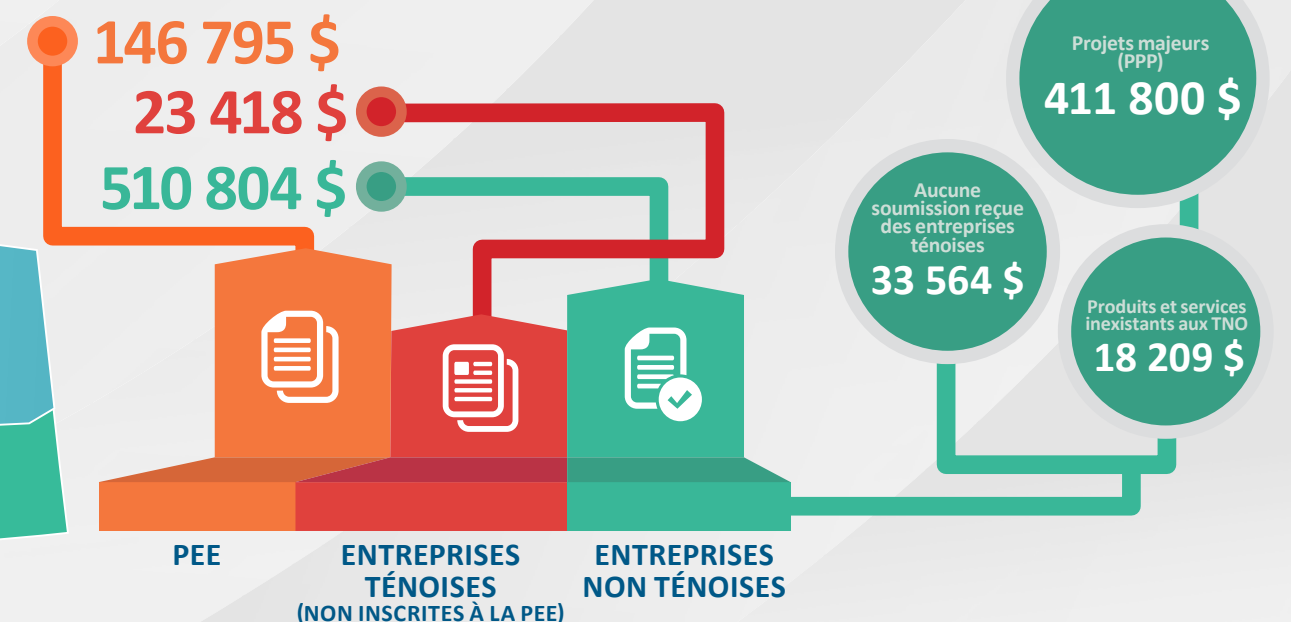 146 795 $
23 418 $
510 804 $
Projets majeurs
(PPP)
411 800 $
Aucune
soumission reçue
des entreprises
ténoises
33 564 $
Produits et services
inexistants aux TNO
18 209 $
PEE
ENTREPRISES
TÉNOISES
(NON INSCRITES À LA PEE)
ENTREPRISES
NON TÉNOISES